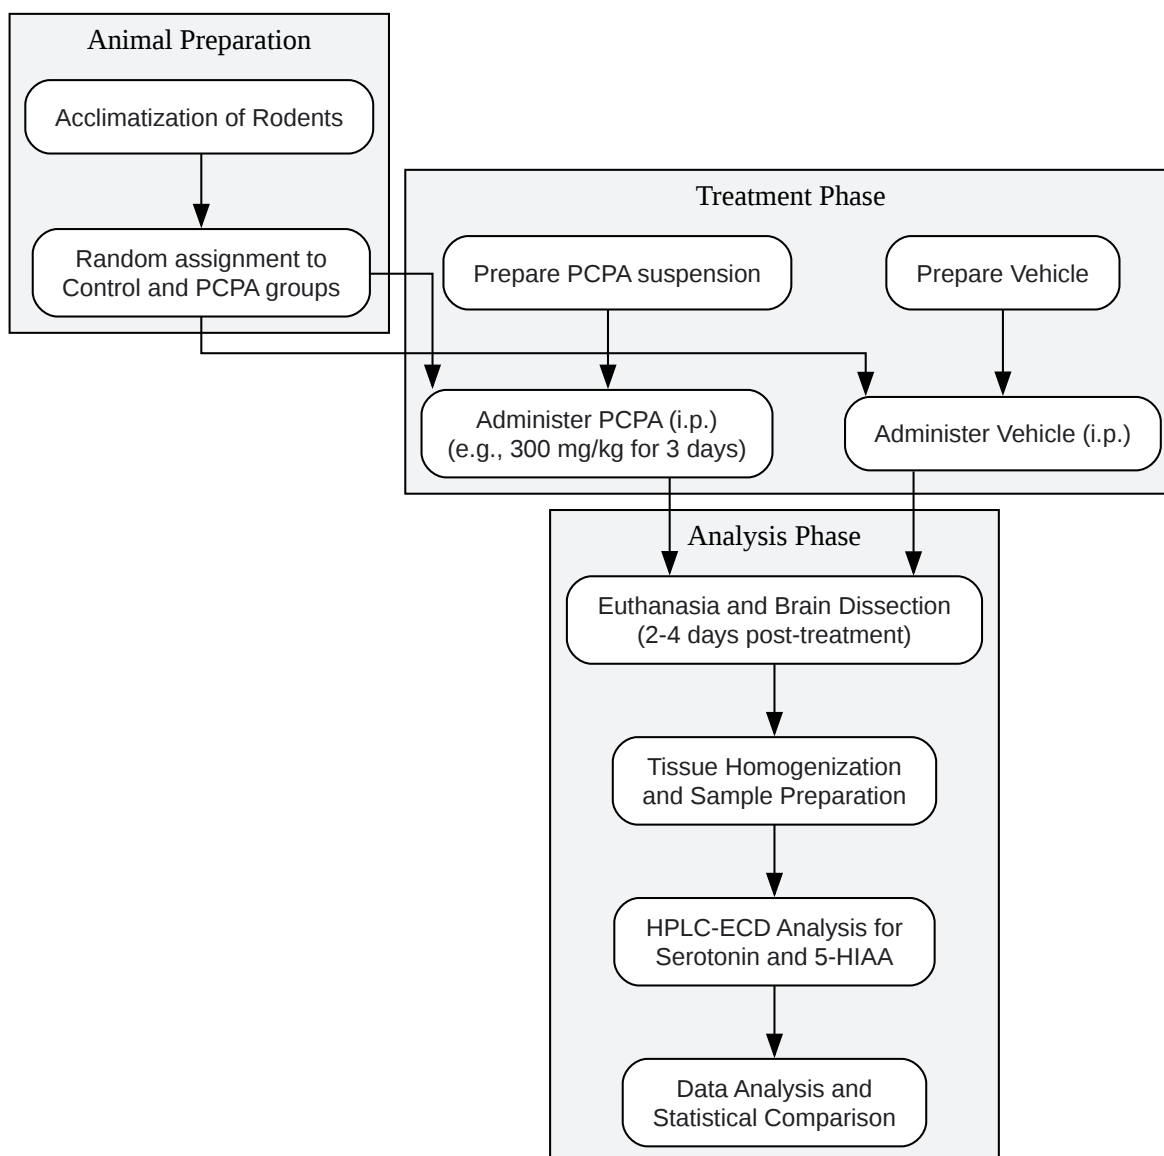 Animal Preparation
Acclimatization of Rodents
Random assignment to
Control and PCPA groups
Treatment Phase
Prepare PCPA suspension
Prepare Vehicle
Administer PCPA (i.p.)
(e.g., 300 mg/kg for 3 days)
Administer Vehicle (i.p.)
Analysis Phase
Euthanasia and Brain Dissection
(2-4 days post-treatment)
Tissue Homogenization
and Sample Preparation
HPLC-ECD Analysis for
Serotonin and 5-HIAA
Data Analysis and
Statistical Comparison